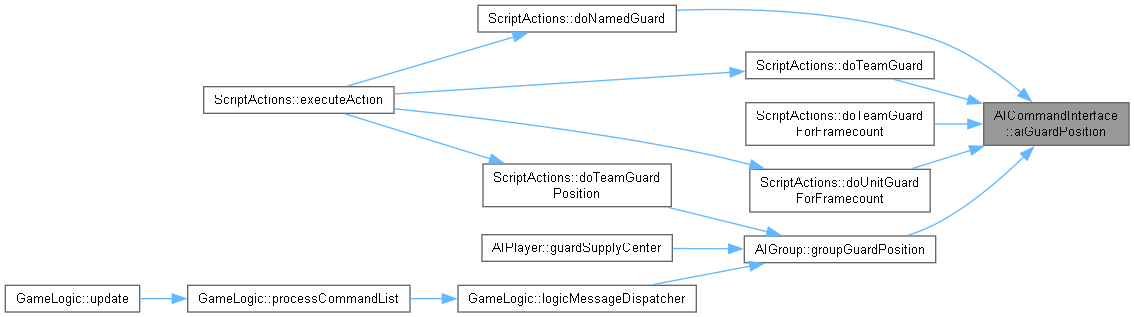 ScriptActions::doNamedGuard
ScriptActions::doTeamGuard
ScriptActions::executeAction
ScriptActions::doTeamGuard
ForFramecount
AICommandInterface
::aiGuardPosition
ScriptActions::doTeamGuard
Position
ScriptActions::doUnitGuard
ForFramecount
AIPlayer::guardSupplyCenter
AIGroup::groupGuardPosition
GameLogic::update
GameLogic::processCommandList
GameLogic::logicMessageDispatcher